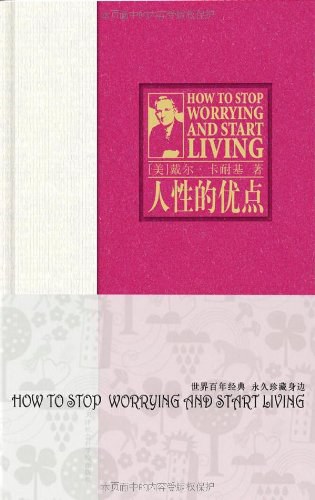 本页面中的内容受版权保护
HOW TO STOP
WORRYING
AND START
LIVING
[美]戴尔·卡耐基 著
人性的优点
世界百年经典 永久珍藏身边
HOW TO STOP WORRYING AND START LIVING
本页面中的内容受版权保护